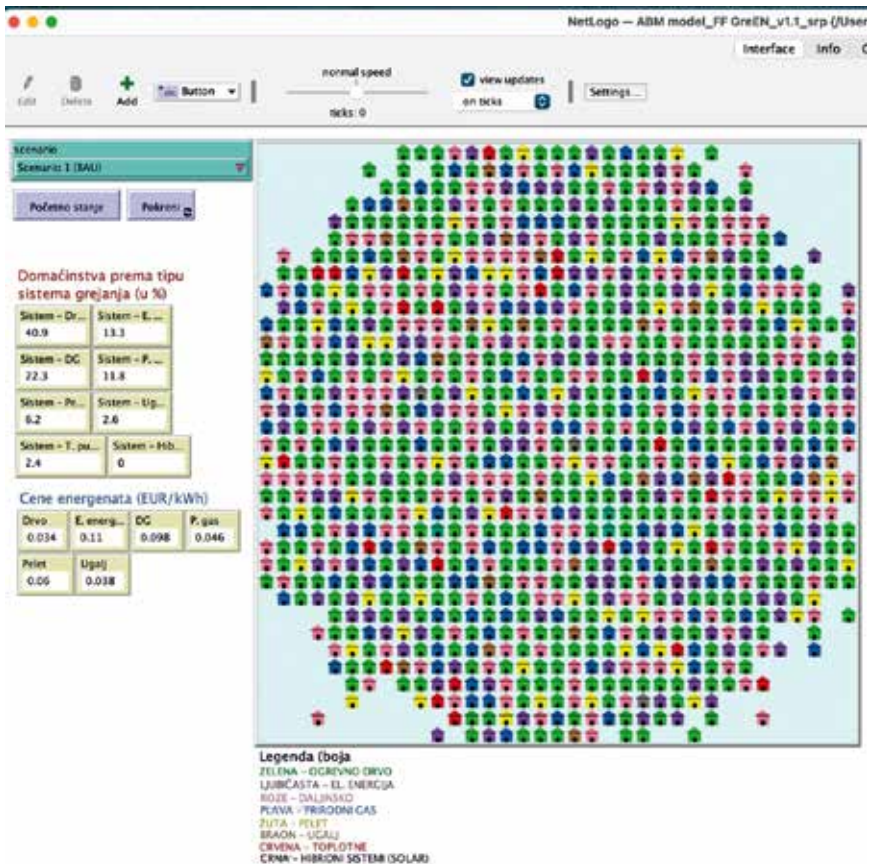 NetLogo — ABM model_FF GreEN_v1.1_srp {/User
Interface Info
Edit Delete Add Button normal speed view updates
ticks: 0 on ticks Settings...
scenario
Scenario 1 (BAU)
Početno stanje Pokreni
Domaćinstva prema tipu
sistema grejanja (u %)
Sistem - Dr... Sistem - E. ...
40.9 13.3
Sistem - DG Sistem - P. ...
22.3 11.8
Sistem - Pe... Sistem - Ug...
6.2 2.6
Sistem - T. pu... Sistem - Hib...
2.4 0
Cene energenata (EUR/kWh)
Drvo E. energ... DG P. gas
0.034 0.11 0.098 0.046
Pelet Ugalj
0.06 0.038
Legenda (boja
ZELENA - OGREVNO DRVO
LJUBIČASTA - EL. ENERGIJA
ROZE - DALJINSKO
PLAVA - PRIRODNI GAS
ŽUTA - PELET
BRAON - UGALJ
CRVENA - TOPLOTNE
CRNA - HIBRIDNI SISTEMI (SOLAR)